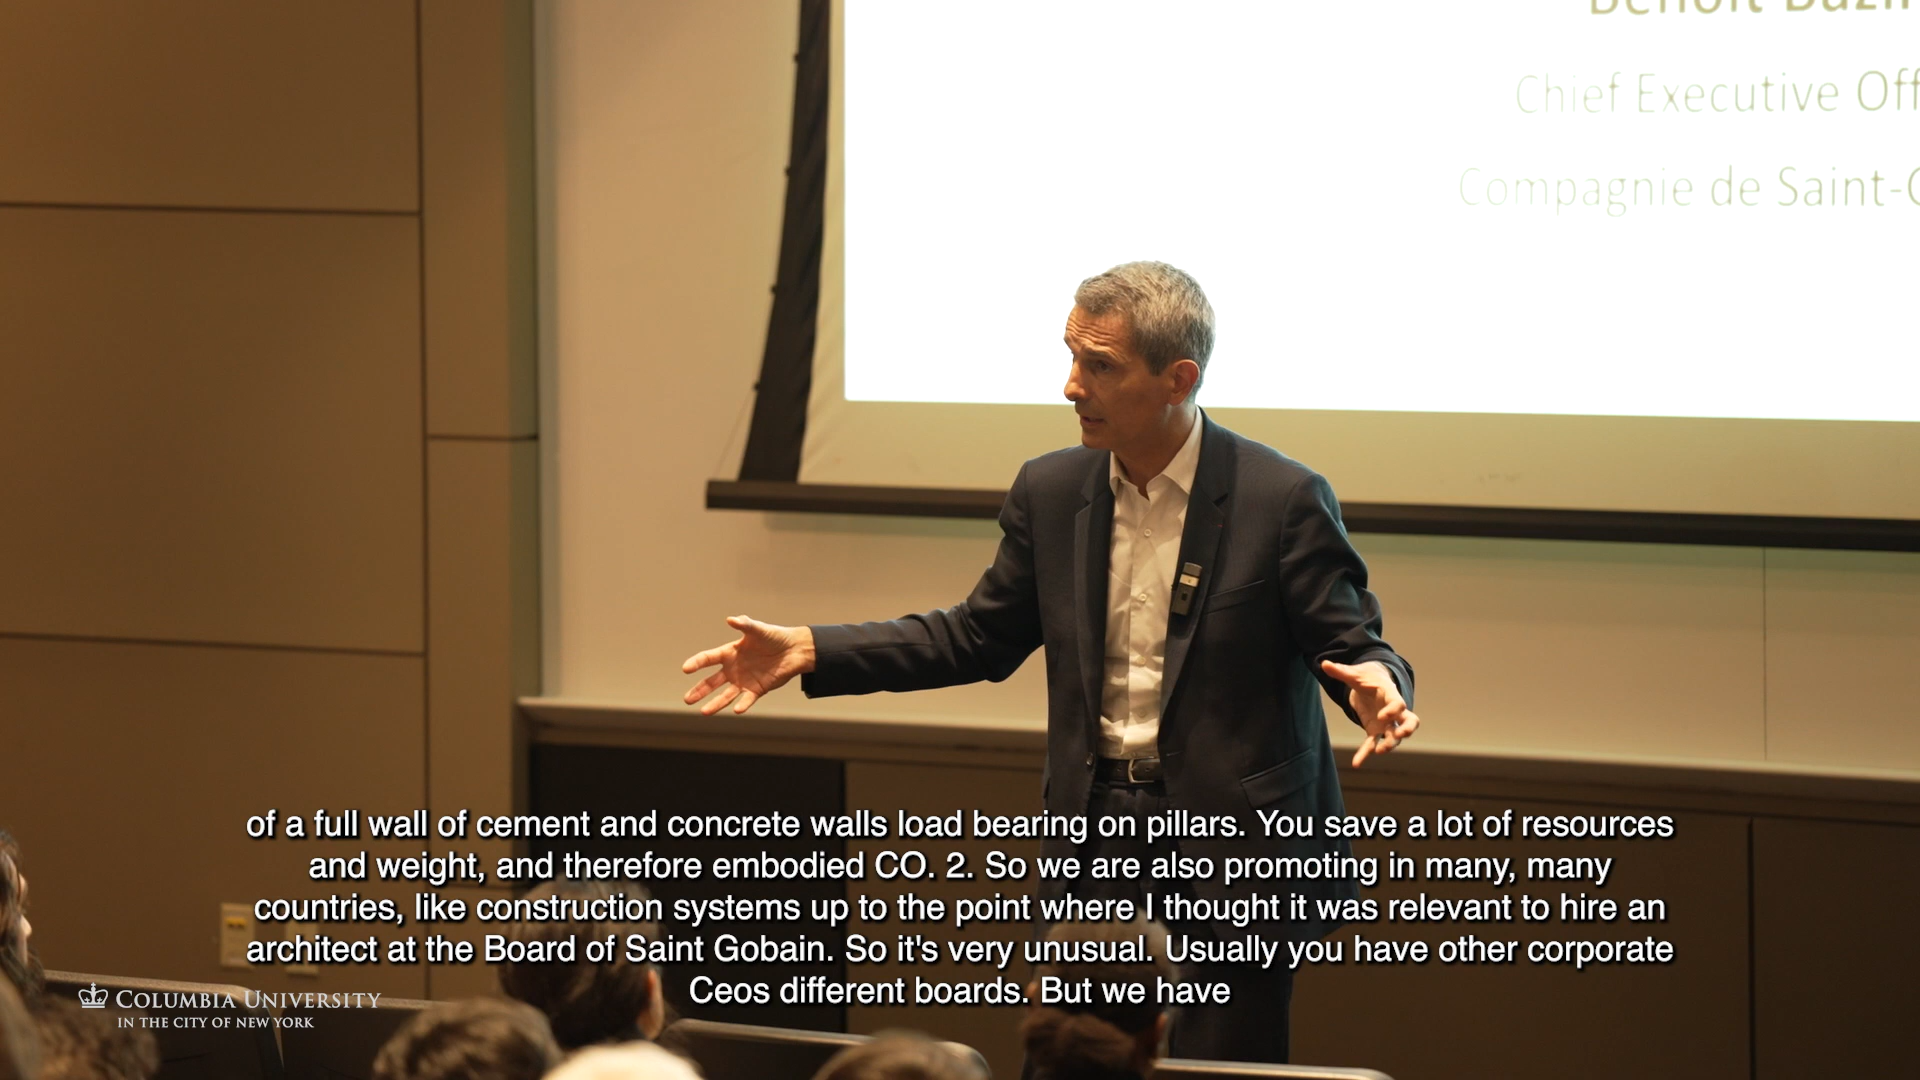 Benoit Bazin
Chief Executive Off
Compagnie de Saint-G
of a full wall of cement and concrete walls load bearing on pillars. You save a lot of resources
and weight, and therefore embodied CO. 2. So we are also promoting in many, many
countries, like construction systems up to the point where I thought it was relevant to hire an
architect at the Board of Saint Gobain. So it's very unusual. Usually you have other corporate
Ceos different boards. But we have
COLUMBIA UNIVERSITY
IN THE CITY OF NEW YORK